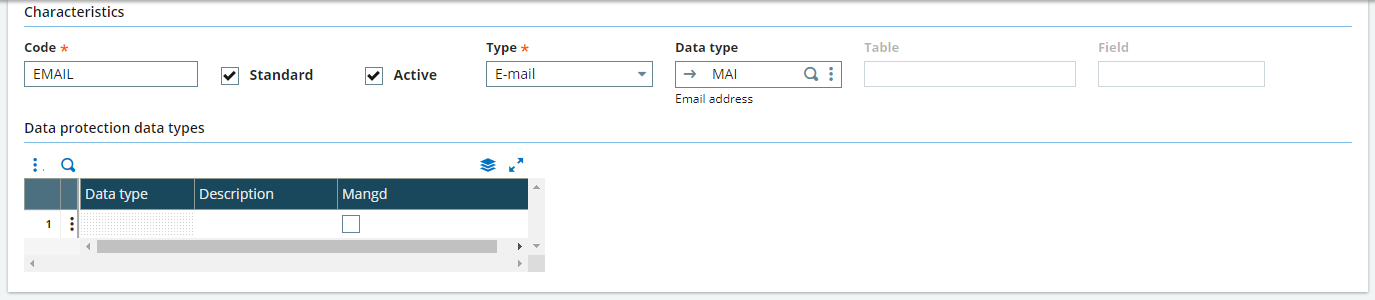 Characteristics
Code *
Type *
Data type
Table
Field
EMAIL
Standard
Active
E-mail
MAI
Email address
Data protection data types
Data type
Description
Mangd
1